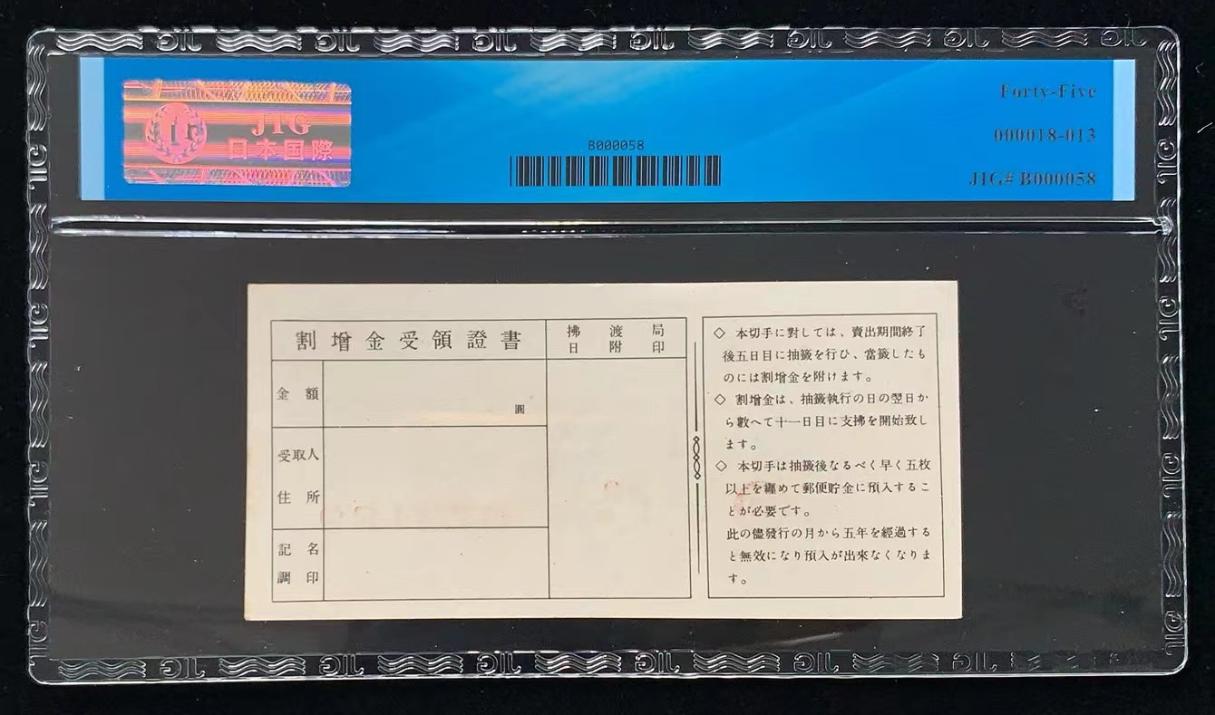 JIG
日本国際
B000058
Forty-Five
000018-013
JIG# B000058
割増金受領證書
拂渡局
日附印
金額
圓
受取人
住所
記名
調印
◇ 本切手に對しては、賣出期間終了
後五日目に抽籤を行ひ、當籤したも
のには割增金を附けます。
◇ 割增金は、抽籤執行の日の翌日か
ら數へて十一日目に支拂を開始致し
ます。
◇ 本切手は抽籤後なるべく早く五枚
以上を纏めて郵便貯金に預入するこ
とが必要です。
此の儘發行の月から五年を經過する
と無效になり預入が出來なくなりま
す。